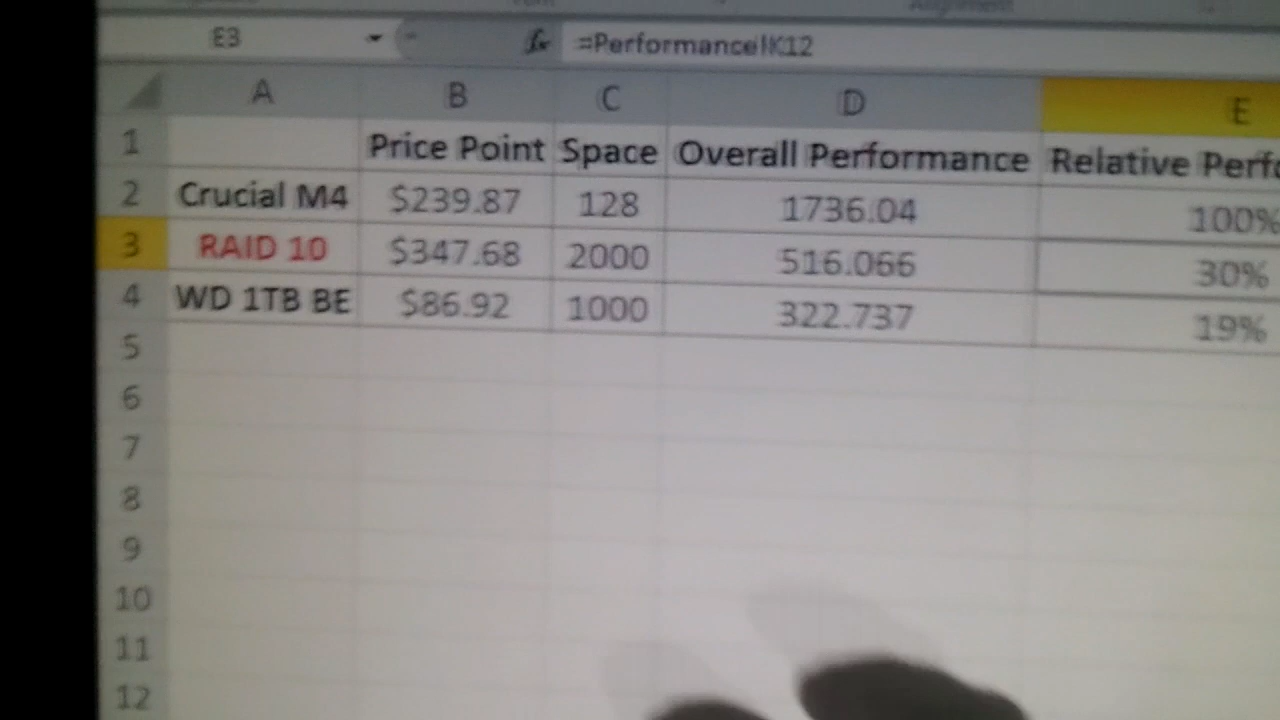 E3 fx =Performance!K12
A B C D E
1 Price Point Space Overall Performance Relative
2 Crucial M4 $239.87 128 1736.04 100%
3 RAID 10 $347.68 2000 516.066 30%
4 WD 1TB BE $86.92 1000 322.737 19%
5
6
7
8
9
10
11
12